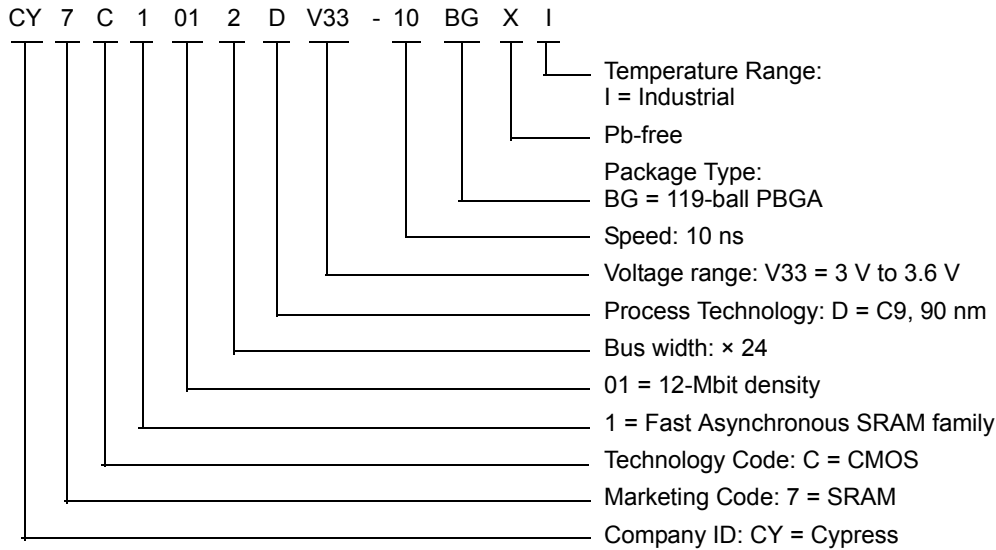 CY 7 C 1 01 2 D V33 - 10 BG X I
Temperature Range:
I = Industrial
Pb-free
Package Type:
BG = 119-ball PBGA
Speed: 10 ns
Voltage range: V33 = 3 V to 3.6 V
Process Technology: D = C9, 90 nm
Bus width: × 24
01 = 12-Mbit density
1 = Fast Asynchronous SRAM family
Technology Code: C = CMOS
Marketing Code: 7 = SRAM
Company ID: CY = Cypress